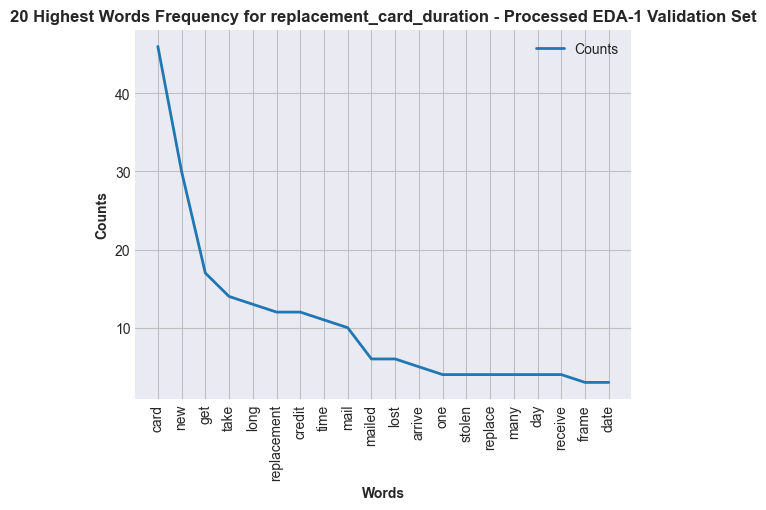 20 Highest Words Frequency for replacement_card_duration - Processed EDA-1 Validation Set
Counts
40
30
20
10
Counts
card
new
get
take
long
replacement
credit
time
mail
mailed
lost
arrive
one
stolen
replace
many
day
receive
frame
date
Words